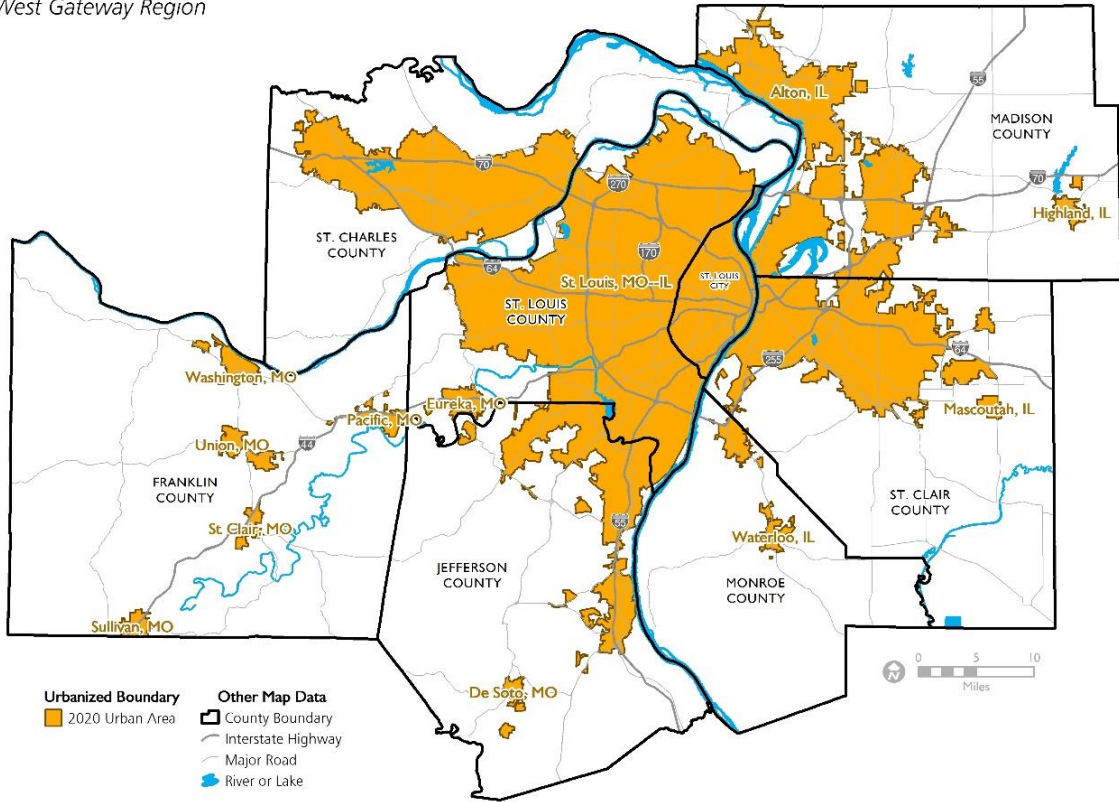 West Gateway Region
55
Alton, IL
MADISON
COUNTY
70
270
70
Highland, IL
ST. CHARLES
COUNTY
170
64
St. Louis, MO--IL
ST. LOUIS
CITY
ST. LOUIS
COUNTY
255
64
Washington, MO
Eureka, MO
Pacific, MO
Mascoutah, IL
Union, MO
44
FRANKLIN
COUNTY
ST. CLAIR
COUNTY
St. Clair, MO
55
Waterloo, IL
JEFFERSON
COUNTY
MONROE
COUNTY
Sullivan, MO
De Soto, MO
N
0 5 10
Miles
Urbanized Boundary
2020 Urban Area
Other Map Data
County Boundary
Interstate Highway
Major Road
River or Lake